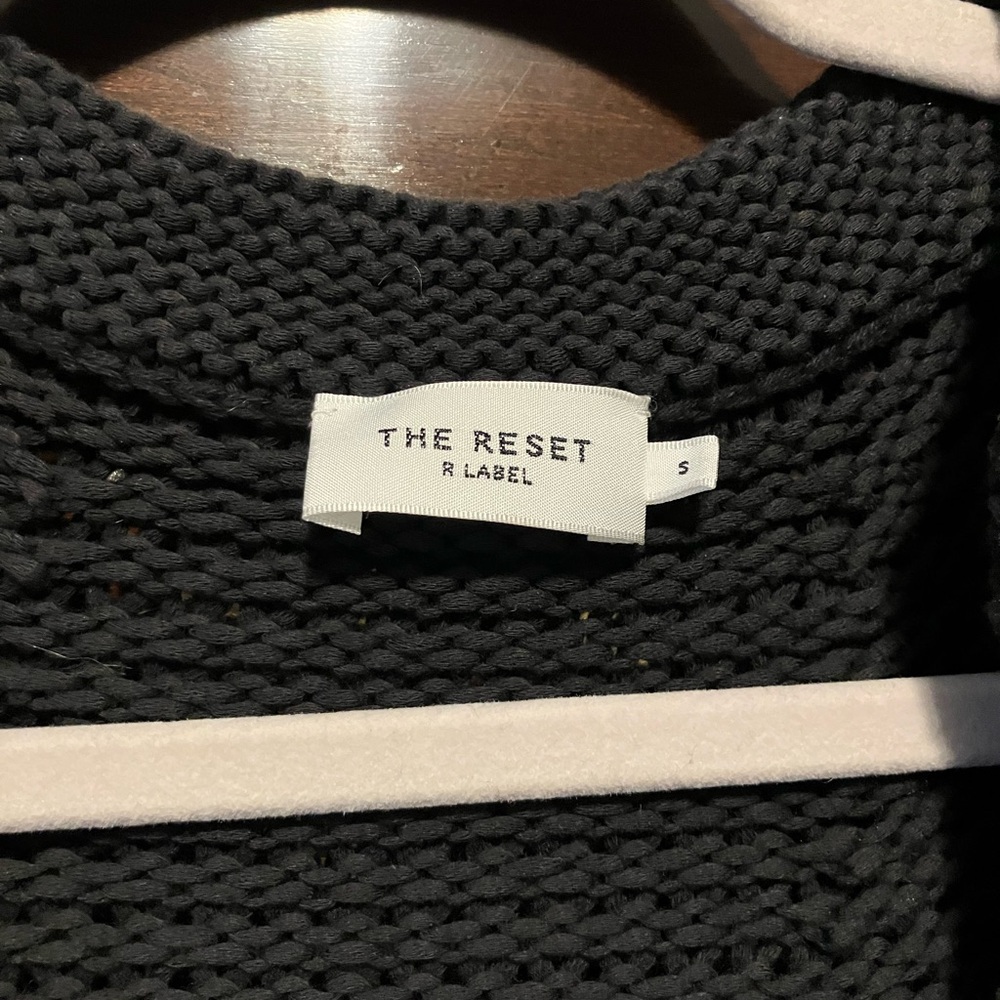 THE RESET
R LABEL
S